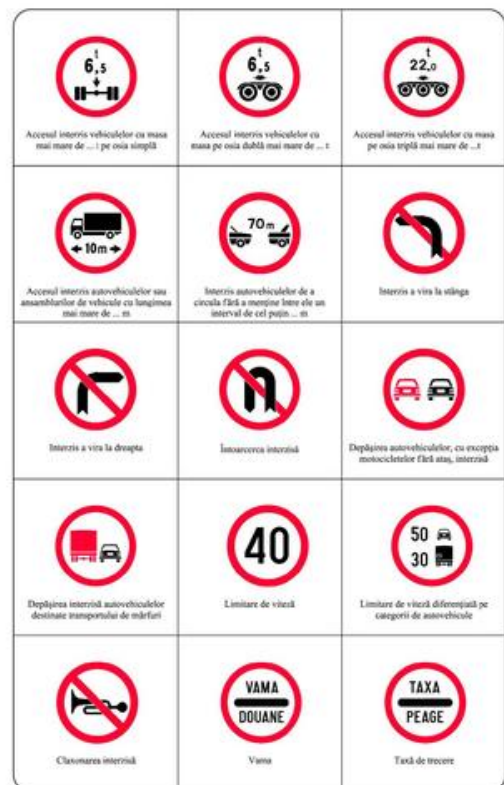 t
6,5
Accesul interzis vehiculelor cu masa
mai mare de ... t pe osia simplă
t
6,5
Accesul interzis vehiculelor cu
masa pe osia dublă mai mare de ... t
t
22,0
Accesul interzis vehiculelor cu masa
pe osia triplă mai mare de ...t
10m
Accesul interzis autovehiculelor sau
ansamblurilor de vehicule cu lungimea
mai mare de ... m
70m
Interzis autovehiculelor de a
circula fără a menține între ele un
interval de cel puțin ... m
Interzis a vira la stânga
Interzis a vira la dreapta
Întoarcerea interzisă
Depășirea autovehiculelor, cu excepția
motocicletelor fără ataș, interzisă
Depășirea interzisă autovehiculelor
destinate transportului de mărfuri
40
Limitare de viteză
50
30
Limitare de viteză diferențiată pe
categorii de autovehicule
Claxonarea interzisă
VAMA
DOUANE
Vama
TAXA
PEAGE
Taxă de trecere